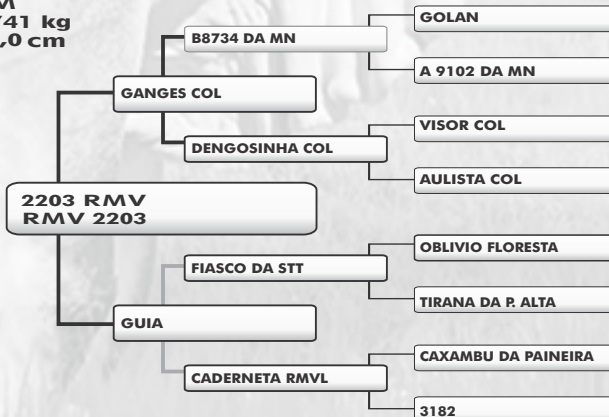 M
741 kg
,0 cm
GOLAN
B8734 DA MN
A 9102 DA MN
GANGES COL
VISOR COL
DENGOSINHA COL
AULISTA COL
2203 RMV
RMV 2203
OBLIVIO FLORESTA
FIASCO DA STT
TIRANA DA P. ALTA
GUIA
CAXAMBU DA PAINEIRA
CADERNETA RMVL
3182